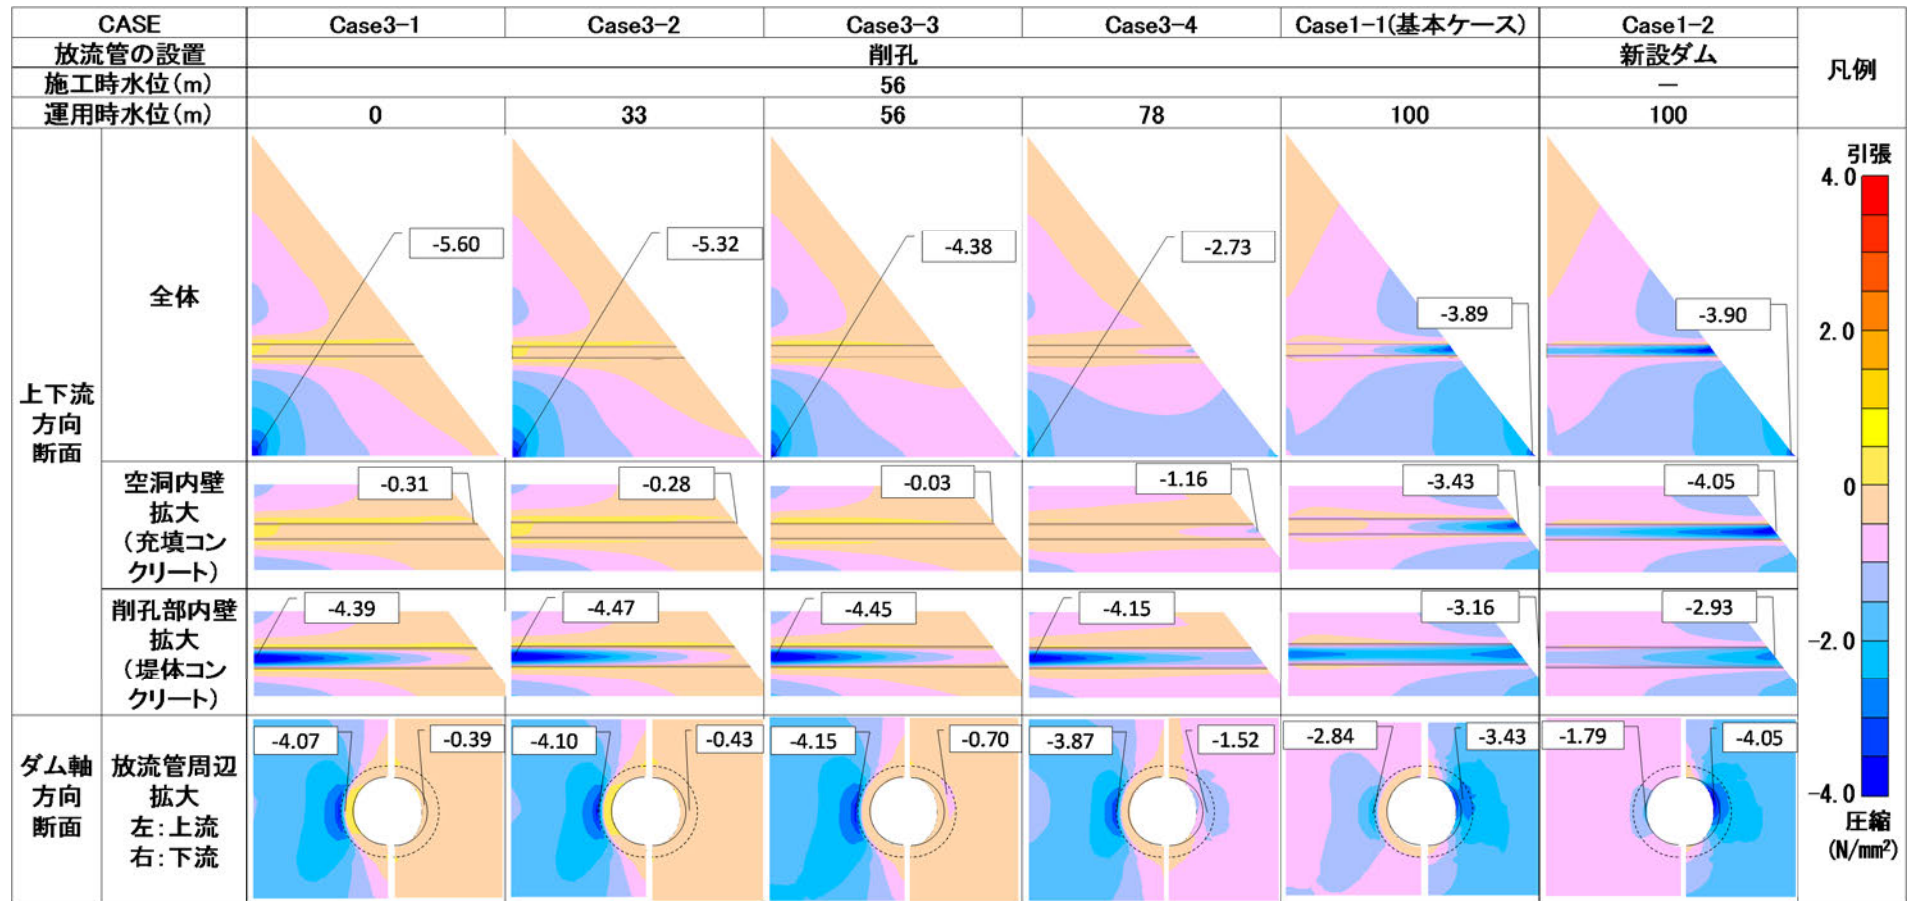 CASE Case3-1 Case3-2 Case3-3 Case3-4 Case1-1(基本ケース) Case1-2 凡例
放流管の設置 削孔 新設ダム
施工時水位(m) 56 —
運用時水位(m) 0 33 56 78 100 100
上下流
方向
断面
全体
-5.60 -5.32 -4.38 -2.73 -3.89 -3.90
空洞内壁
拡大
(充填コン
クリート)
-0.31 -0.28 -0.03 -1.16 -3.43 -4.05
削孔部内壁
拡大
(堤体コン
クリート)
-4.39 -4.47 -4.45 -4.15 -3.16 -2.93
ダム軸
方向
断面
放流管周辺
拡大
左:上流
右:下流
-4.07 -0.39 -4.10 -0.43 -4.15 -0.70 -3.87 -1.52 -2.84 -3.43 -1.79 -4.05
引張
4.0
2.0
0
-2.0
-4.0
圧縮
(N/mm²)